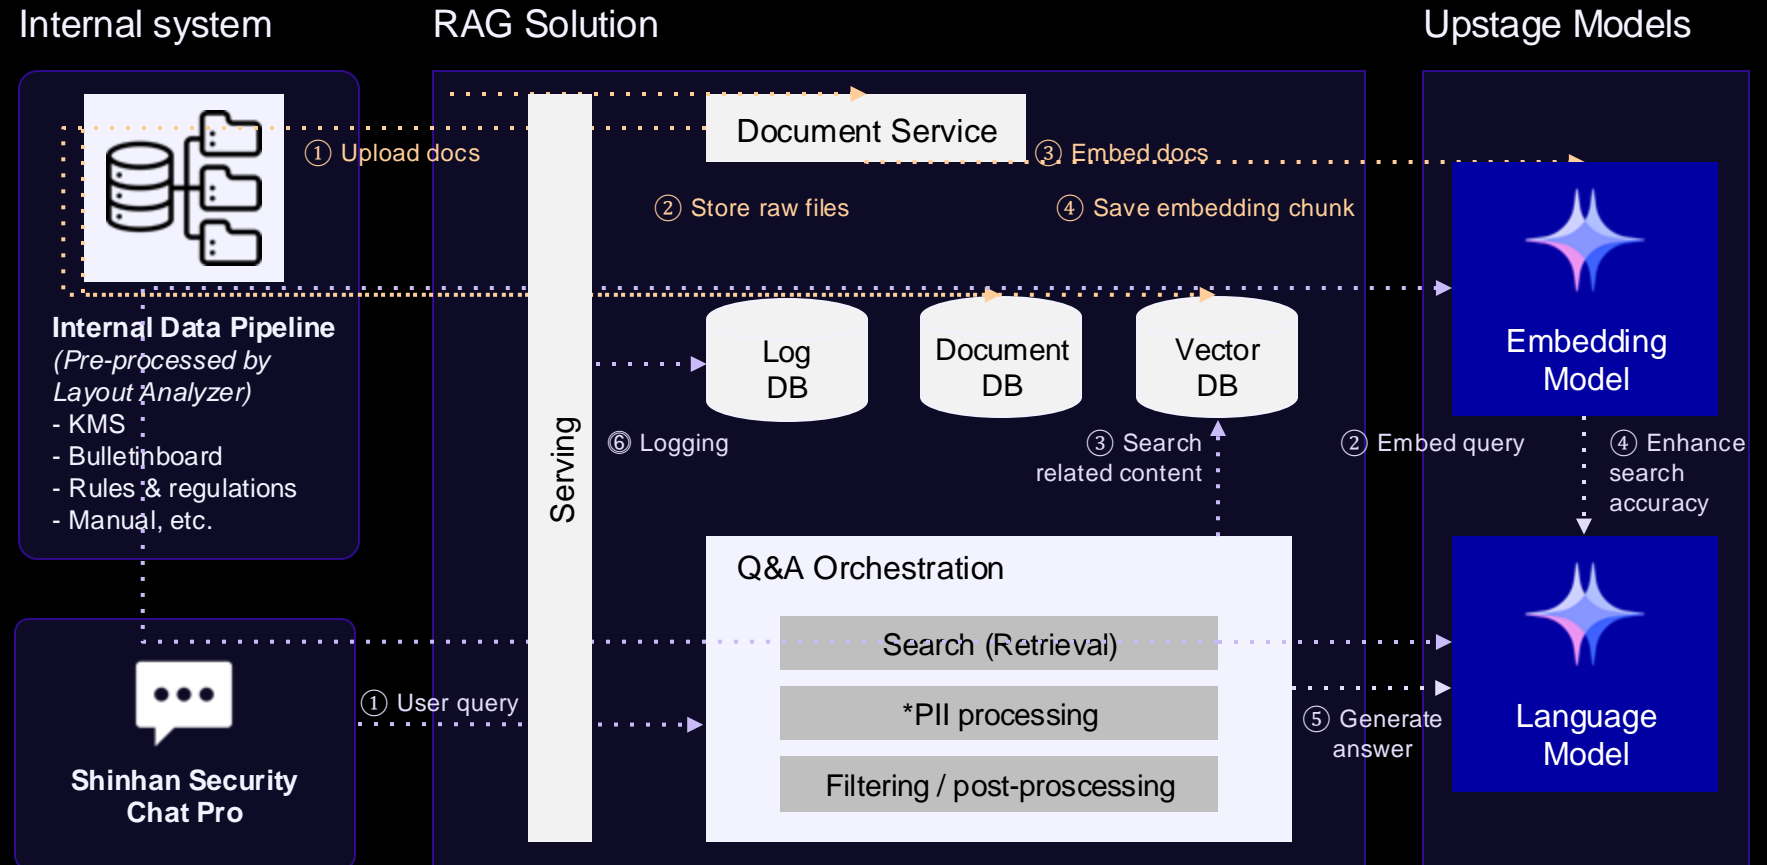 Internal system
RAG Solution
Upstage Models
Document Service
① Upload docs
③ Embed docs
② Store raw files
④ Save embedding chunk
Internal Data Pipeline
(Pre-processed by
Layout Analyzer)
- KMS
- Bulletinboard
- Rules & regulations
- Manual, etc.
Log
DB
Document
DB
Vector
DB
Embedding
Model
Serving
⑥ Logging
③ Search
related content
② Embed query
④ Enhance
search
accuracy
Q&A Orchestration
Search (Retrieval)
*PII processing
Filtering / post-proscessing
① User query
⑤ Generate
answer
Language
Model
Shinhan Security
Chat Pro